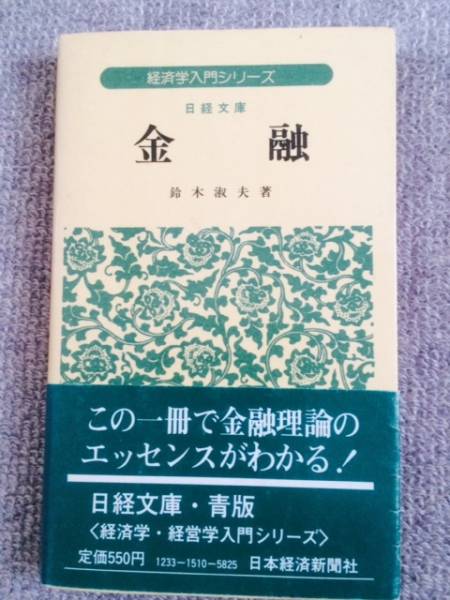 経済学入門シリーズ
日経文庫
金融
鈴木淑夫著
この一冊で金融理論の
エッセンスがわかる！
日経文庫・青版
〈経済学・経営学入門シリーズ〉
定価550円 1233-1510-5825 日本経済新聞社